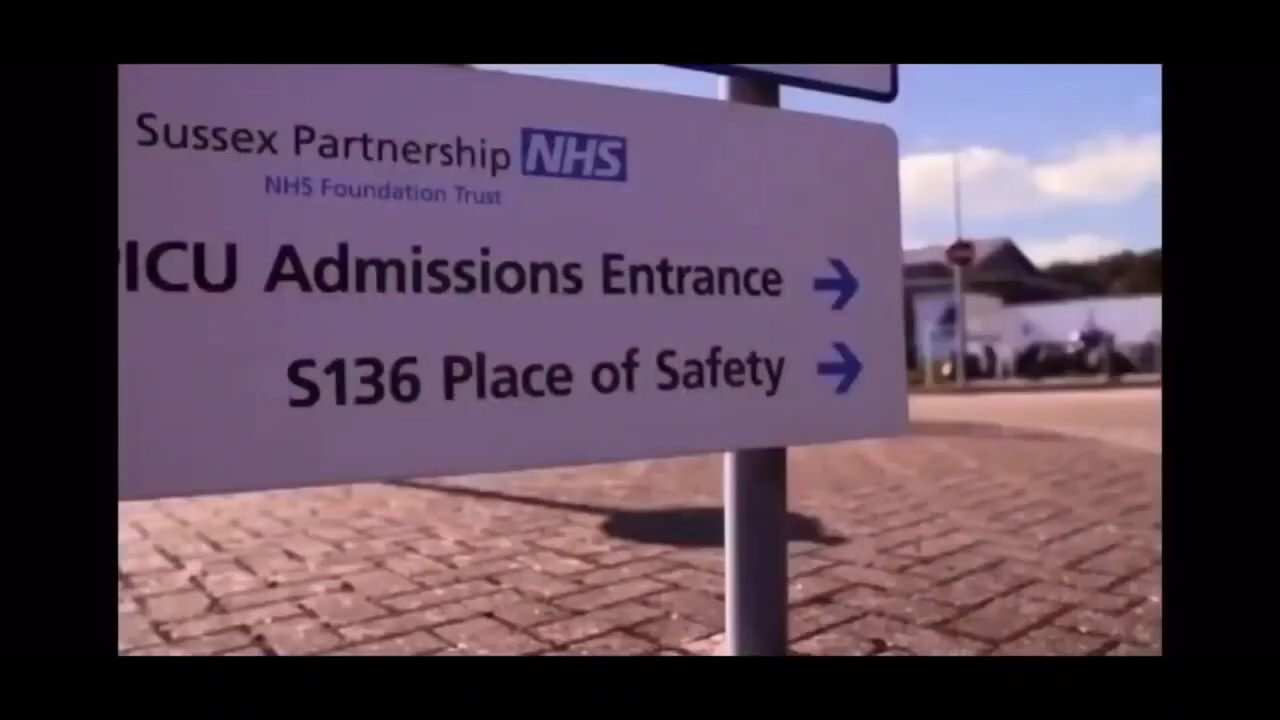 Sussex Partnership NHS
NHS Foundation Trust
PICU Admissions Entrance →
S136 Place of Safety →